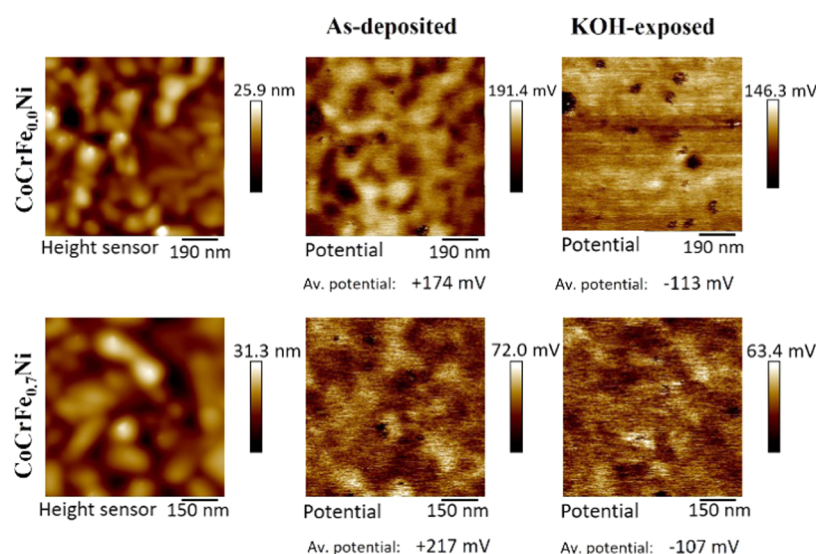 As-deposited KOH-exposed
CoCrFe₀,₀Ni
25.9 nm 191.4 mV 146.3 mV
Height sensor 190 nm Potential 190 nm Potential 190 nm
Av. potential: +174 mV Av. potential: -113 mV
CoCrFe₀,₇Ni
31.3 nm 72.0 mV 63.4 mV
Height sensor 150 nm Potential 150 nm Potential 150 nm
Av. potential: +217 mV Av. potential: -107 mV